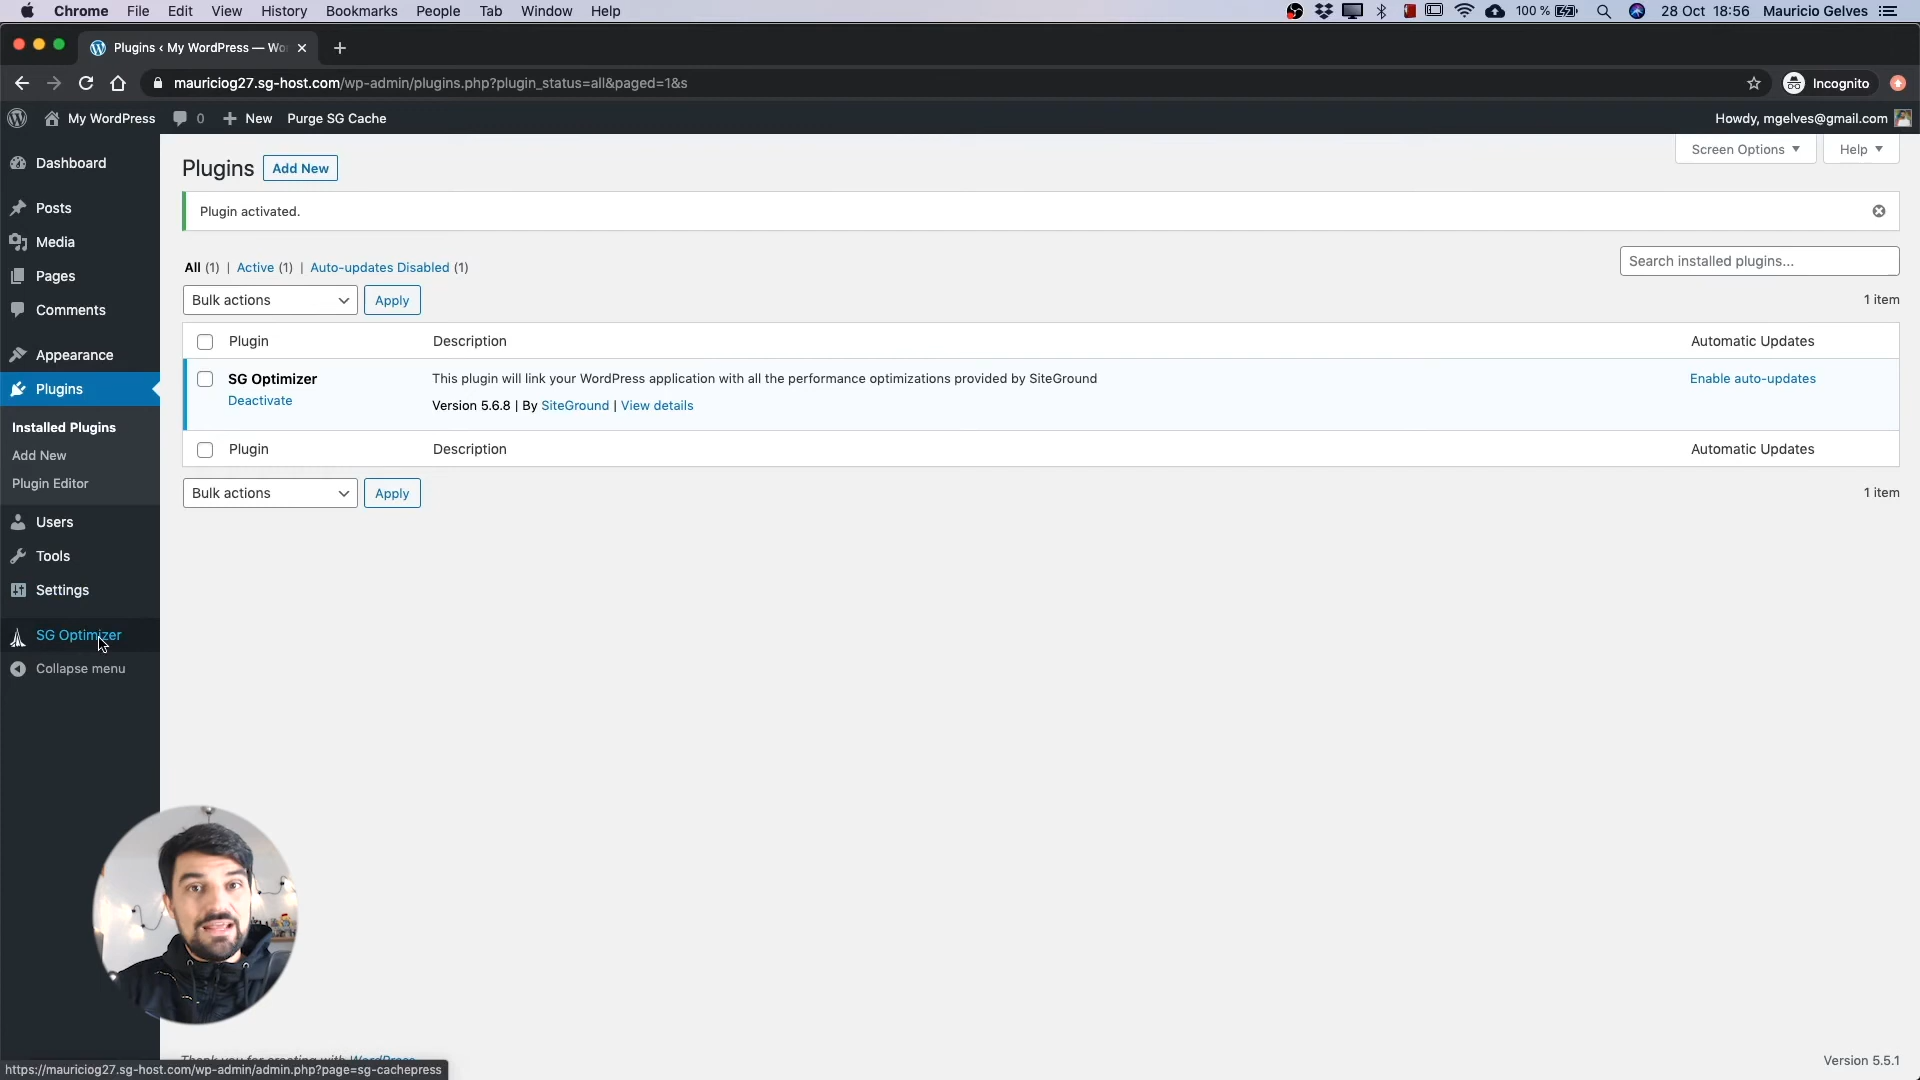 Chrome File Edit View History Bookmarks People Tab Window Help 100 % 28 Oct 18:56 Mauricio Gelves
Plugins ‹ My WordPress — Wo
mauriciog27.sg-host.com/wp-admin/plugins.php?plugin_status=all&paged=1&s Incognito
My WordPress 0 New Purge SG Cache Howdy, mgelves@gmail.com
Dashboard
Posts
Media
Pages
Comments
Appearance
Plugins
Installed Plugins
Add New
Plugin Editor
Users
Tools
Settings
SG Optimizer
Collapse menu
Screen Options Help
Plugins Add New
Plugin activated.
All (1) | Active (1) | Auto-updates Disabled (1)
Search installed plugins...
Bulk actions Apply 1 item
Plugin Description Automatic Updates
SG Optimizer This plugin will link your WordPress application with all the performance optimizations provided by SiteGround Enable auto-updates
Deactivate Version 5.6.8 | By SiteGround | View details
Plugin Description Automatic Updates
Bulk actions Apply 1 item
Thank you for creating with WordPress. Version 5.5.1
https://mauriciog27.sg-host.com/wp-admin/admin.php?page=sg-cachepress